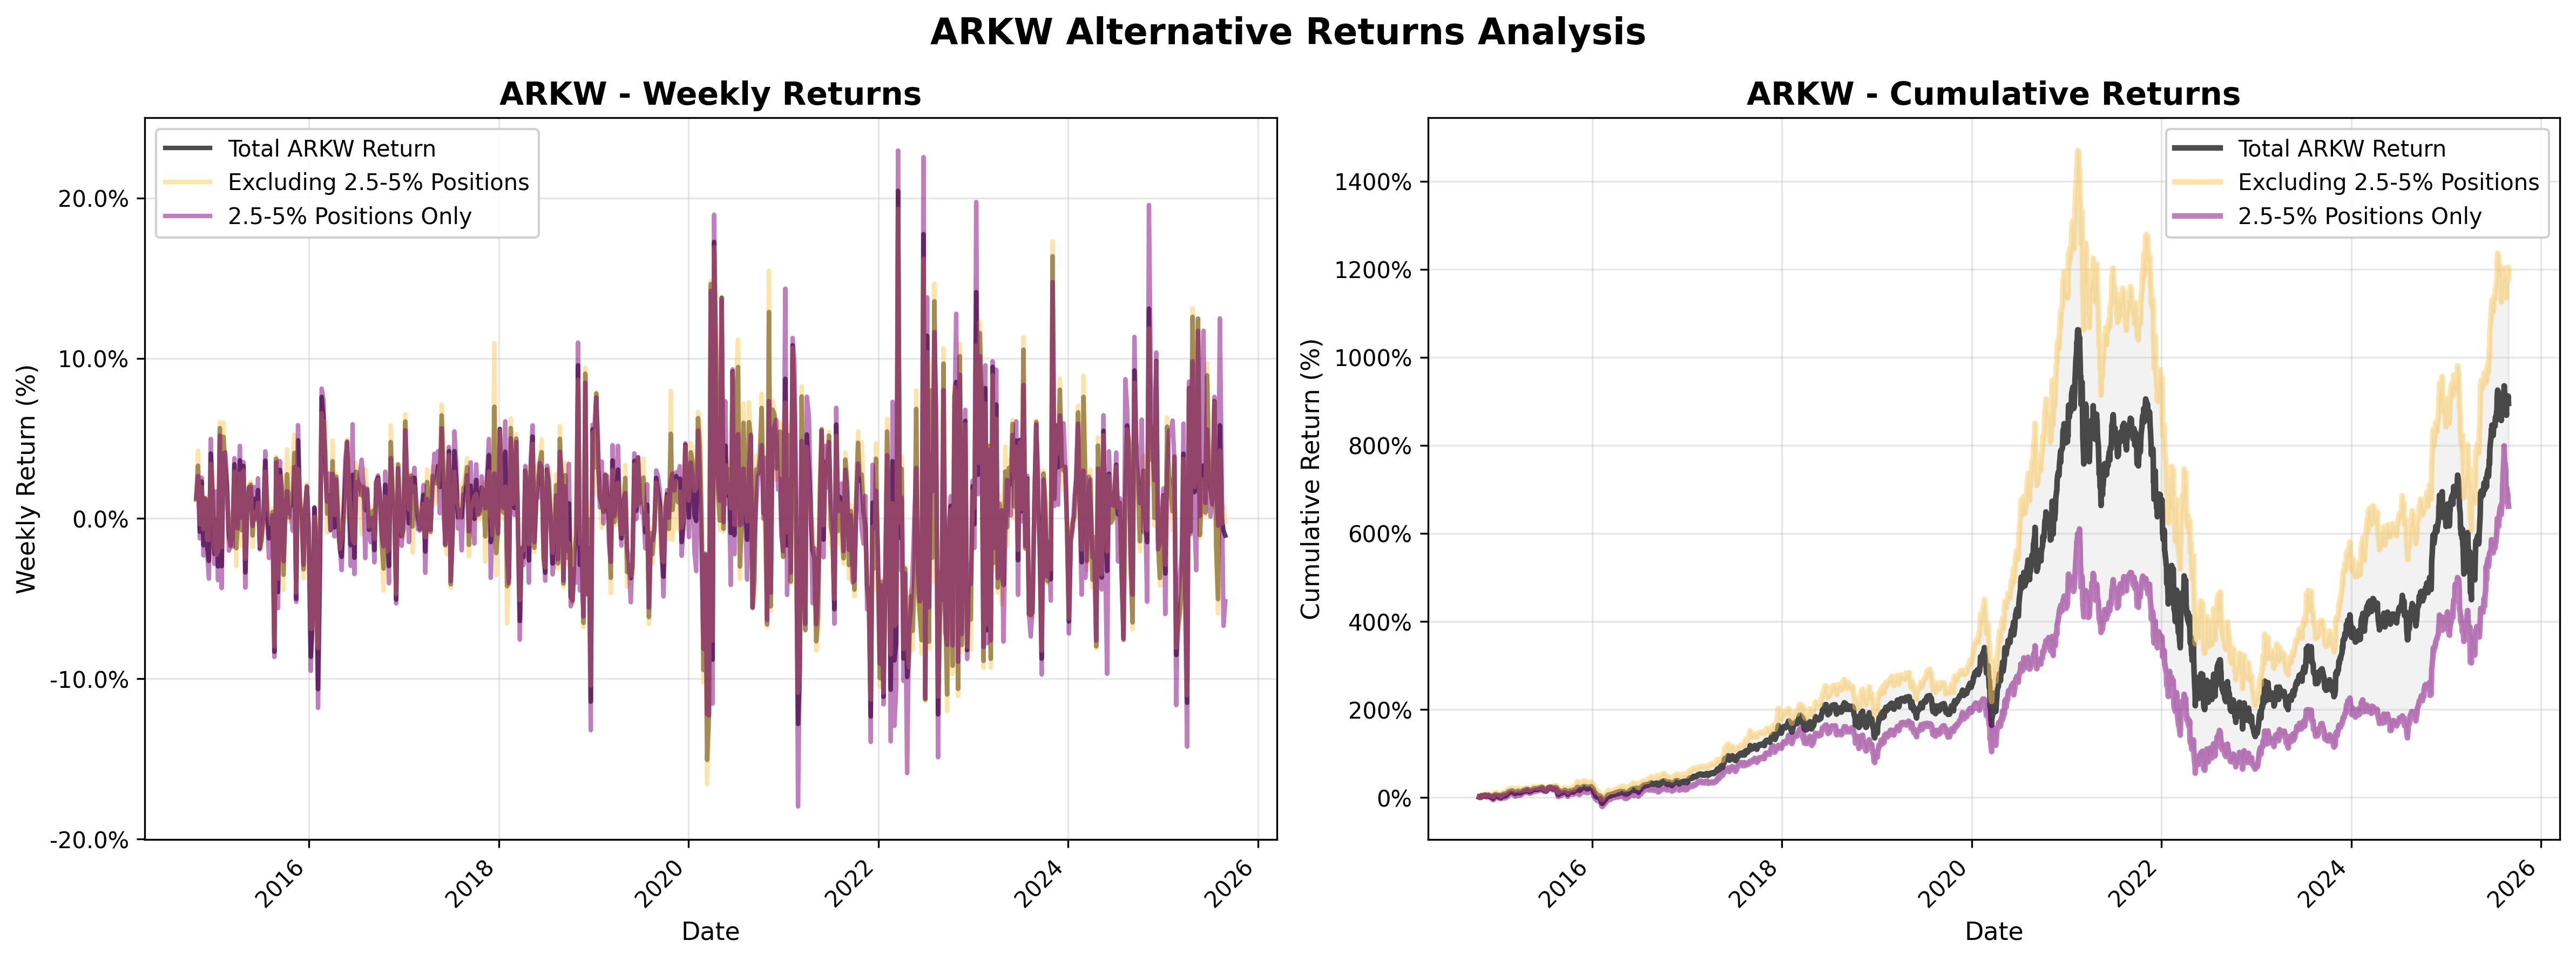 ARKW Alternative Returns Analysis
ARKW - Weekly Returns
Total ARKW Return
Excluding 2.5-5% Positions
2.5-5% Positions Only
Weekly Return (%)
20.0%
10.0%
0.0%
-10.0%
-20.0%
2016
2018
2020
2022
2024
2026
Date
ARKW - Cumulative Returns
Total ARKW Return
Excluding 2.5-5% Positions
2.5-5% Positions Only
Cumulative Return (%)
1400%
1200%
1000%
800%
600%
400%
200%
0%
2016
2018
2020
2022
2024
2026
Date